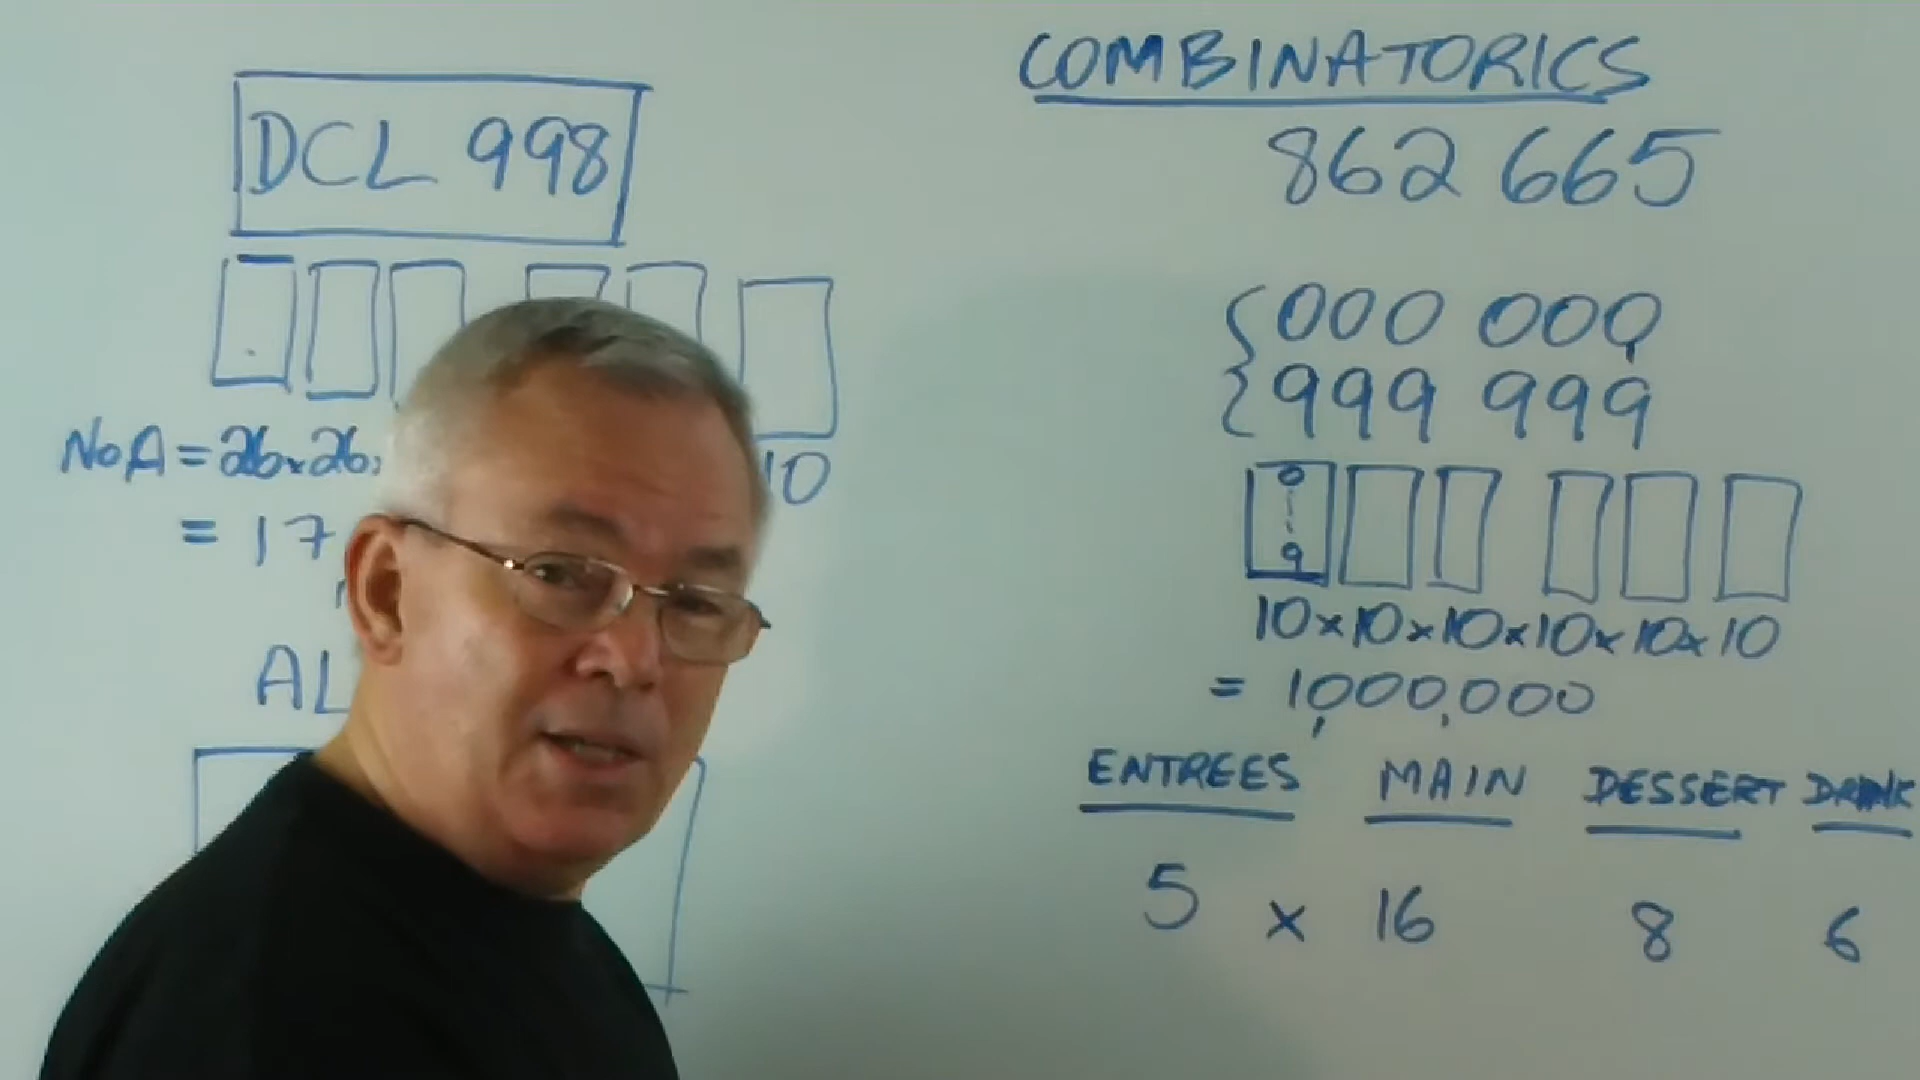 COMBINATORICS
DCL 998
862 665
000 000
999 999
NoA = 26 x 26
10
= 17
AL
0
9
10 x 10 x 10 x 10 x 10 x 10
= 1,000,000
ENTREES MAIN DESSERT DRINK
5 x 16 8 6